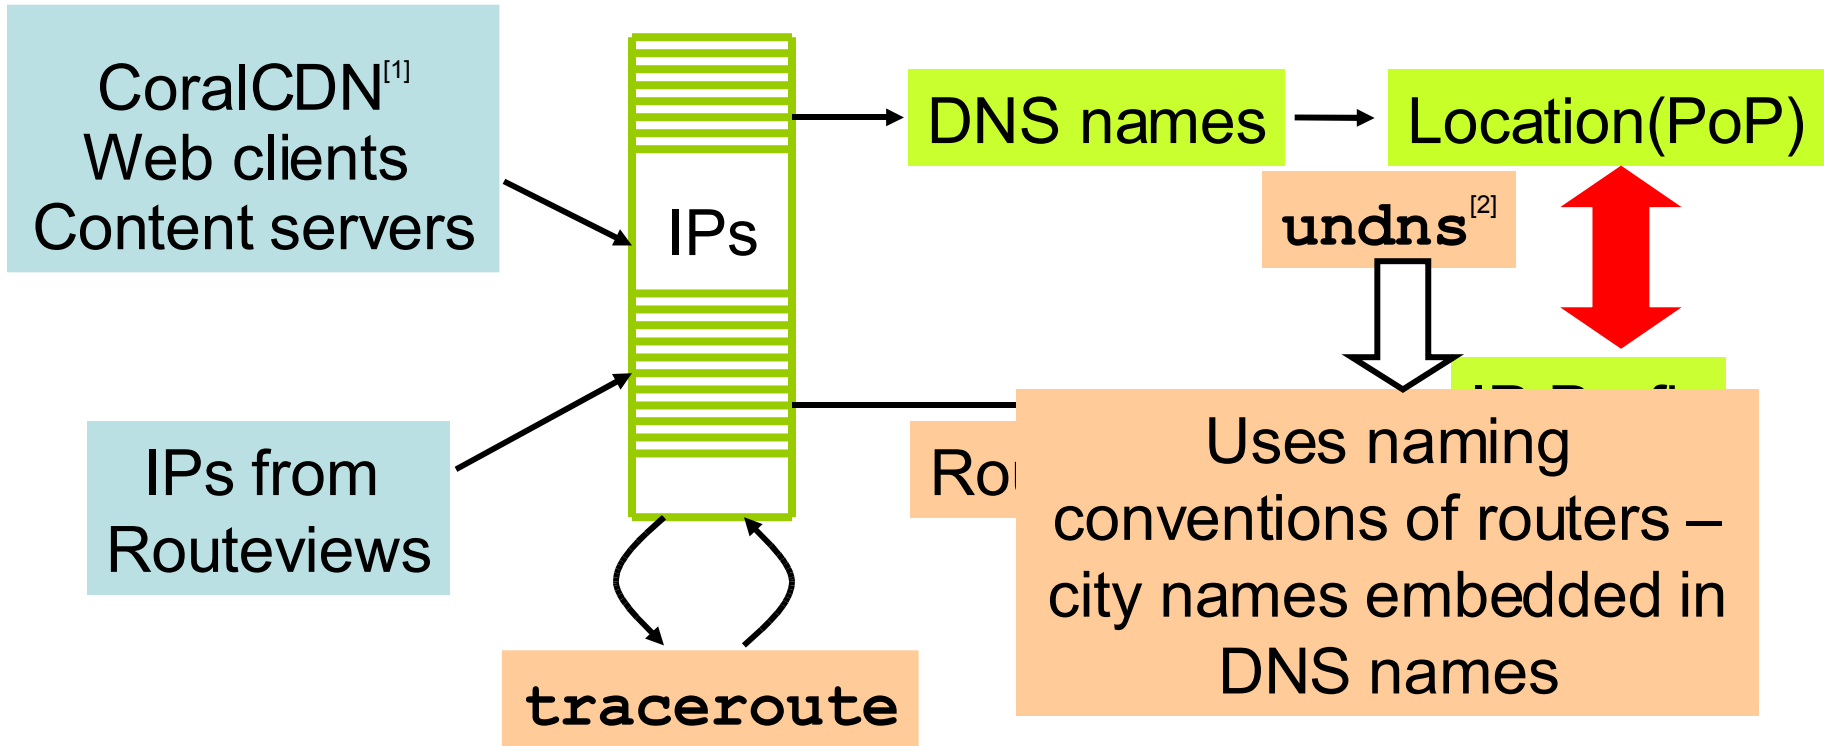 CoralCDN[1]
Web clients
Content servers
IPs
DNS names
Location(PoP)
undns[2]
IPs from
Routeviews
Uses naming
conventions of routers –
city names embedded in
DNS names
traceroute